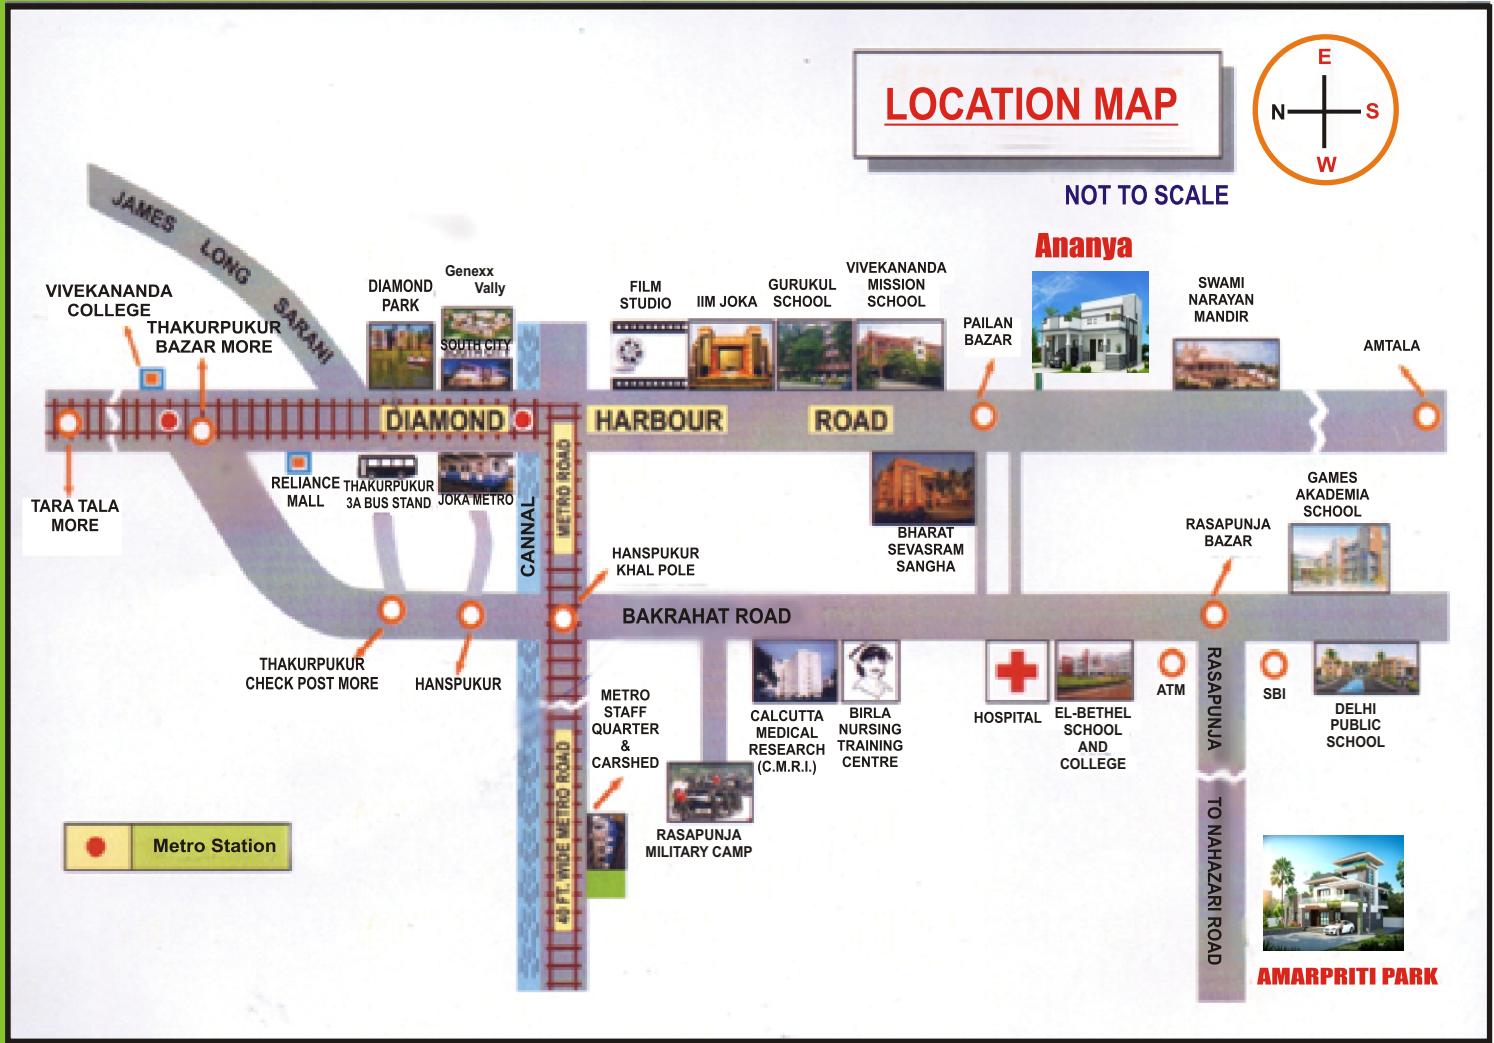 LOCATION MAP
E
N
S
W
NOT TO SCALE
JAMES LONG SARANI
Ananya
VIVEKANANDA
COLLEGE
THAKURPUKUR
BAZAR MORE
DIAMOND
PARK
Genexx
Vally
SOUTH CITY
FILM
STUDIO
IIM JOKA
GURUKUL
SCHOOL
VIVEKANANDA
MISSION
SCHOOL
PAILAN
BAZAR
SWAMI
NARAYAN
MANDIR
AMTALA
DIAMOND HARBOUR ROAD
TARA TALA
MORE
RELIANCE
MALL
THAKURPUKUR
3A BUS STAND
JOKA METRO
CANNAL
METRO ROAD
HANSPUKUR
KHAL POLE
BHARAT
SEVASRAM
SANGHA
RASAPUNJA
BAZAR
GAMES
AKADEMIA
SCHOOL
BAKRAHAT ROAD
THAKURPUKUR
CHECK POST MORE
HANSPUKUR
METRO
STAFF
QUARTER
&
CARSHED
CALCUTTA
MEDICAL
RESEARCH
(C.M.R.I.)
BIRLA
NURSING
TRAINING
CENTRE
HOSPITAL
EL-BETHEL
SCHOOL
AND
COLLEGE
ATM
RASAPUNJA TO NAHAZARI ROAD
SBI
DELHI
PUBLIC
SCHOOL
40 FT. WIDE METRO ROAD
RASAPUNJA
MILITARY CAMP
Metro Station
AMARPRITI PARK